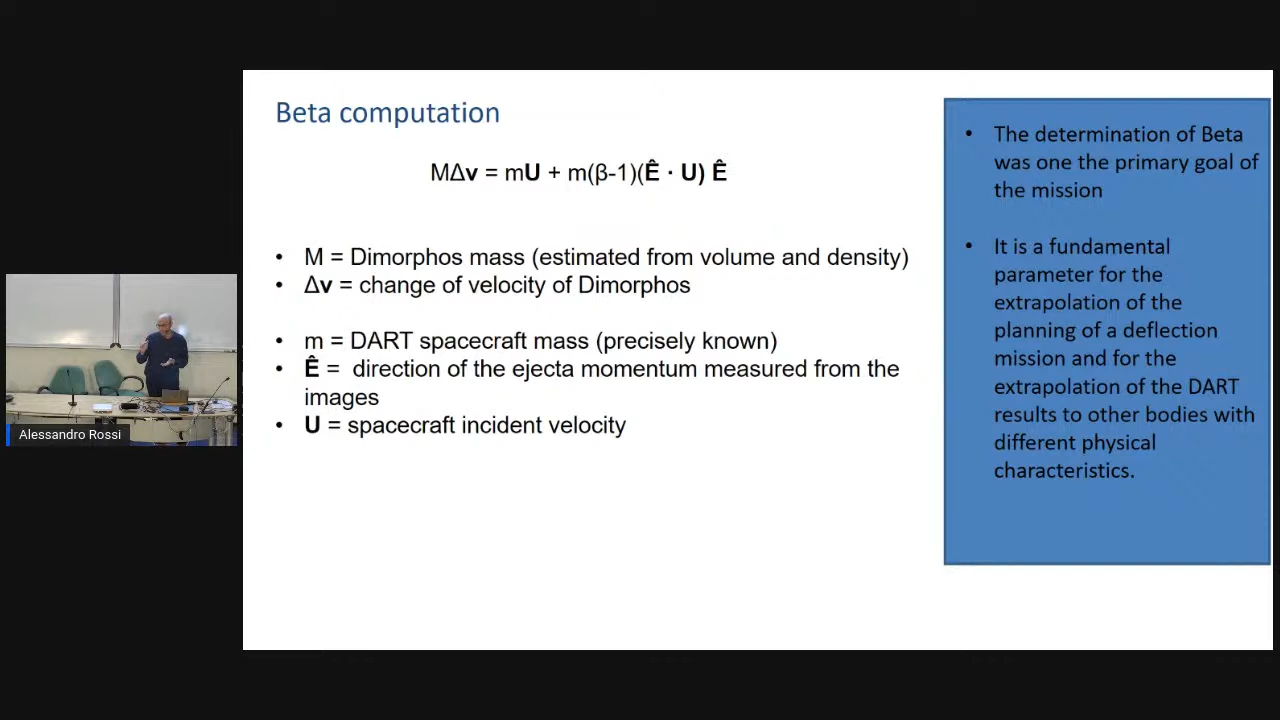 Beta computation
MΔv = mU + m(β-1)(Ê · U) Ê
• M = Dimorphos mass (estimated from volume and density)
• Δv = change of velocity of Dimorphos
• m = DART spacecraft mass (precisely known)
• Ê = direction of the ejecta momentum measured from the
images
• U = spacecraft incident velocity
• The determination of Beta
was one the primary goal of
the mission
• It is a fundamental
parameter for the
extrapolation of the
planning of a deflection
mission and for the
extrapolation of the DART
results to other bodies with
different physical
characteristics.
Alessandro Rossi